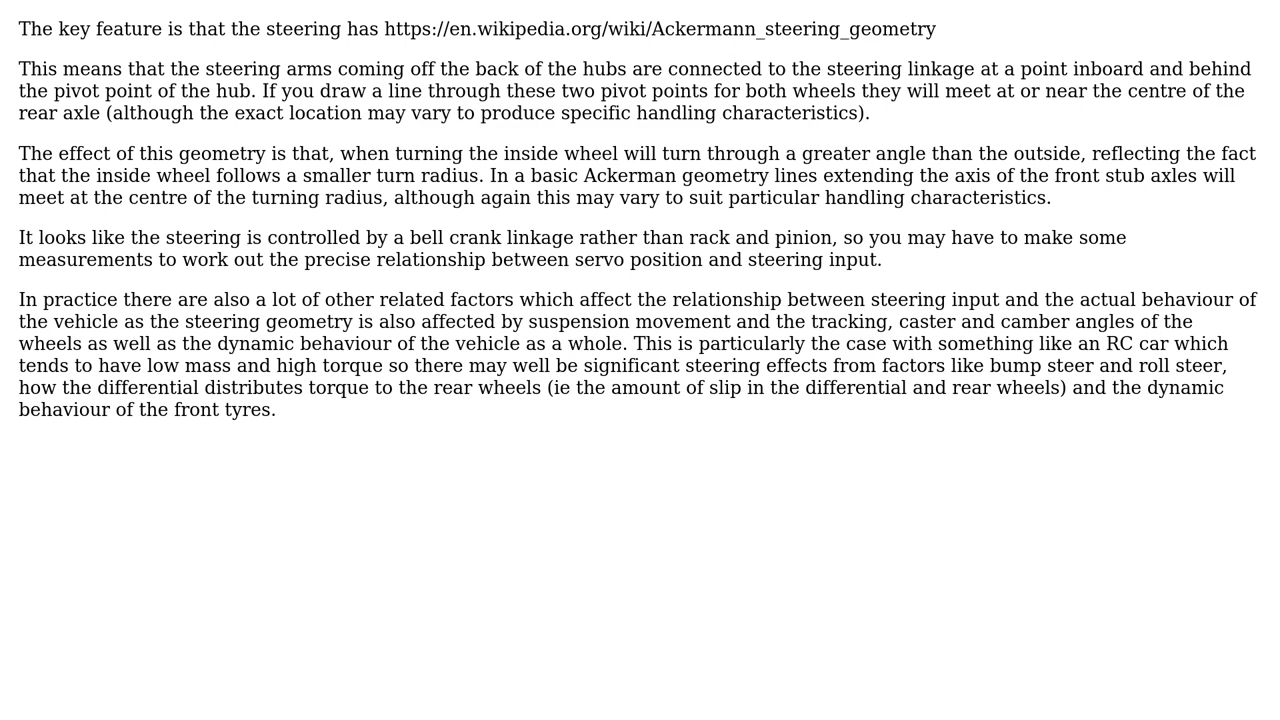 The key feature is that the steering has https://en.wikipedia.org/wiki/Ackermann_steering_geometry
This means that the steering arms coming off the back of the hubs are connected to the steering linkage at a point inboard and behind
the pivot point of the hub. If you draw a line through these two pivot points for both wheels they will meet at or near the centre of the
rear axle (although the exact location may vary to produce specific handling characteristics).
The effect of this geometry is that, when turning the inside wheel will turn through a greater angle than the outside, reflecting the fact
that the inside wheel follows a smaller turn radius. In a basic Ackerman geometry lines extending the axis of the front stub axles will
meet at the centre of the turning radius, although again this may vary to suit particular handling characteristics.
It looks like the steering is controlled by a bell crank linkage rather than rack and pinion, so you may have to make some
measurements to work out the precise relationship between servo position and steering input.
In practice there are also a lot of other related factors which affect the relationship between steering input and the actual behaviour of
the vehicle as the steering geometry is also affected by suspension movement and the tracking, caster and camber angles of the
wheels as well as the dynamic behaviour of the vehicle as a whole. This is particularly the case with something like an RC car which
tends to have low mass and high torque so there may well be significant steering effects from factors like bump steer and roll steer,
how the differential distributes torque to the rear wheels (ie the amount of slip in the differential and rear wheels) and the dynamic
behaviour of the front tyres.